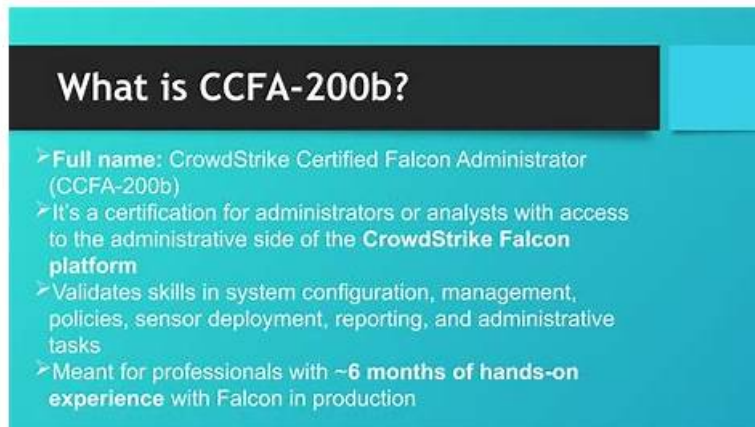 What is CCFA-200b?
➢Full name: CrowdStrike Certified Falcon Administrator
(CCFA-200b)
➢It's a certification for administrators or analysts with access
to the administrative side of the CrowdStrike Falcon
platform
➢Validates skills in system configuration, management,
policies, sensor deployment, reporting, and administrative
tasks
➢Meant for professionals with ~6 months of hands-on
experience with Falcon in production